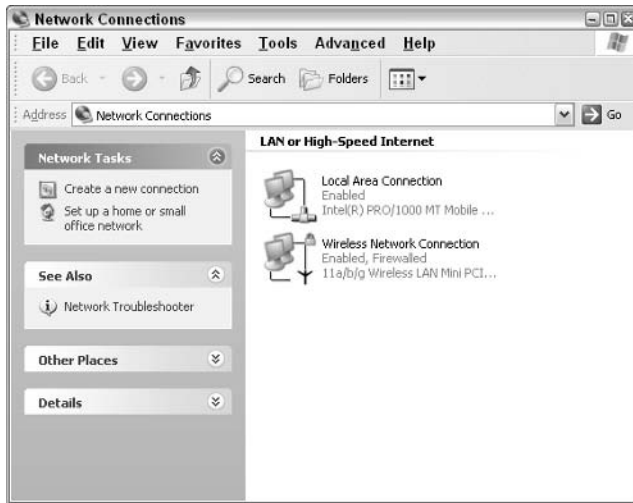 Network Connections
File Edit View Favorites Tools Advanced Help
Back Search Folders
Address Network Connections Go
Network Tasks
Create a new connection
Set up a home or small
office network
See Also
Network Troubleshooter
Other Places
Details
LAN or High-Speed Internet
Local Area Connection
Enabled
Intel(R) PRO/1000 MT Mobile ...
Wireless Network Connection
Enabled, Firewalled
11a/b/g Wireless LAN Mini PCI...